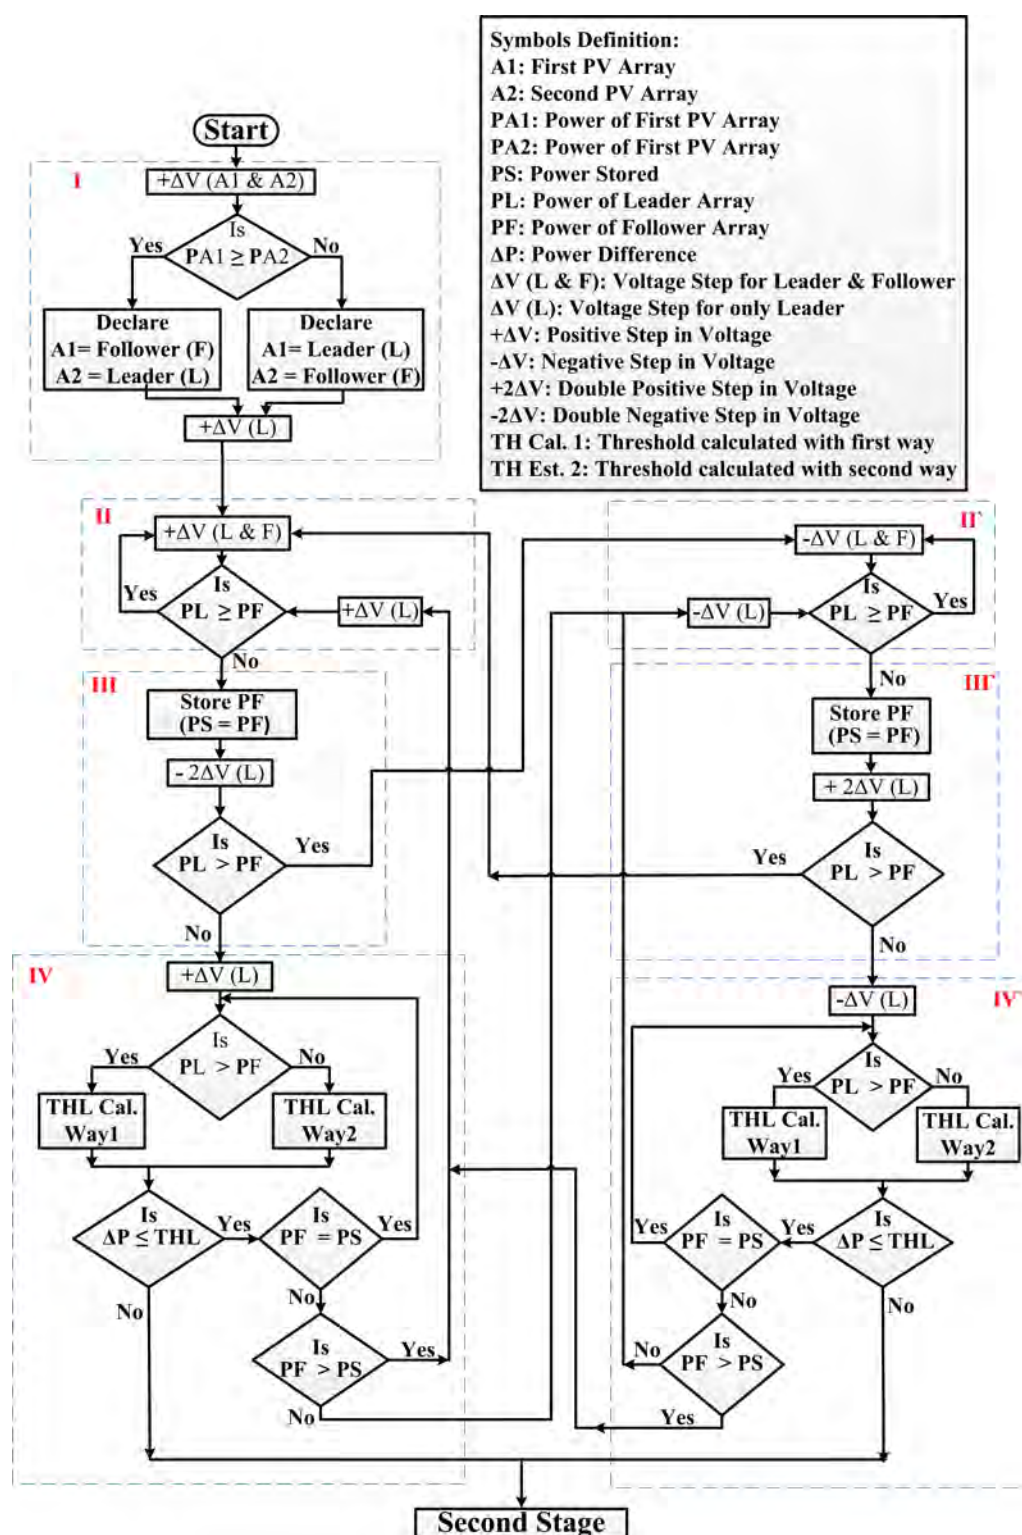 Symbols Definition:
A1: First PV Array
A2: Second PV Array
PA1: Power of First PV Array
PA2: Power of First PV Array
PS: Power Stored
PL: Power of Leader Array
PF: Power of Follower Array
ΔP: Power Difference
ΔV (L & F): Voltage Step for Leader & Follower
ΔV (L): Voltage Step for only Leader
+ΔV: Positive Step in Voltage
-ΔV: Negative Step in Voltage
+2ΔV: Double Positive Step in Voltage
-2ΔV: Double Negative Step in Voltage
TH Cal. 1: Threshold calculated with first way
TH Est. 2: Threshold calculated with second way
Start
I
+ΔV (A1 & A2)
Is
PA1 ≥ PA2
Yes
No
Declare
A1= Follower (F)
A2 = Leader (L)
Declare
A1= Leader (L)
A2 = Follower (F)
+ΔV (L)
II
+ΔV (L & F)
Is
PL ≥ PF
Yes
+ΔV (L)
No
III
Store PF
(PS = PF)
- 2ΔV (L)
Is
PL > PF
Yes
No
IV
+ΔV (L)
Is
PL > PF
Yes
No
THL Cal.
Way1
THL Cal.
Way2
Is
ΔP ≤ THL
Yes
Is
PF = PS
Yes
No
No
Is
PF > PS
Yes
No
II'
-ΔV (L & F)
Is
PL ≥ PF
Yes
-ΔV (L)
No
III'
Store PF
(PS = PF)
+ 2ΔV (L)
Is
PL > PF
Yes
No
IV'
-ΔV (L)
Is
PL > PF
Yes
No
THL Cal.
Way1
THL Cal.
Way2
Is
ΔP ≤ THL
Yes
Is
PF = PS
Yes
No
No
Is
PF > PS
No
Yes
Second Stage